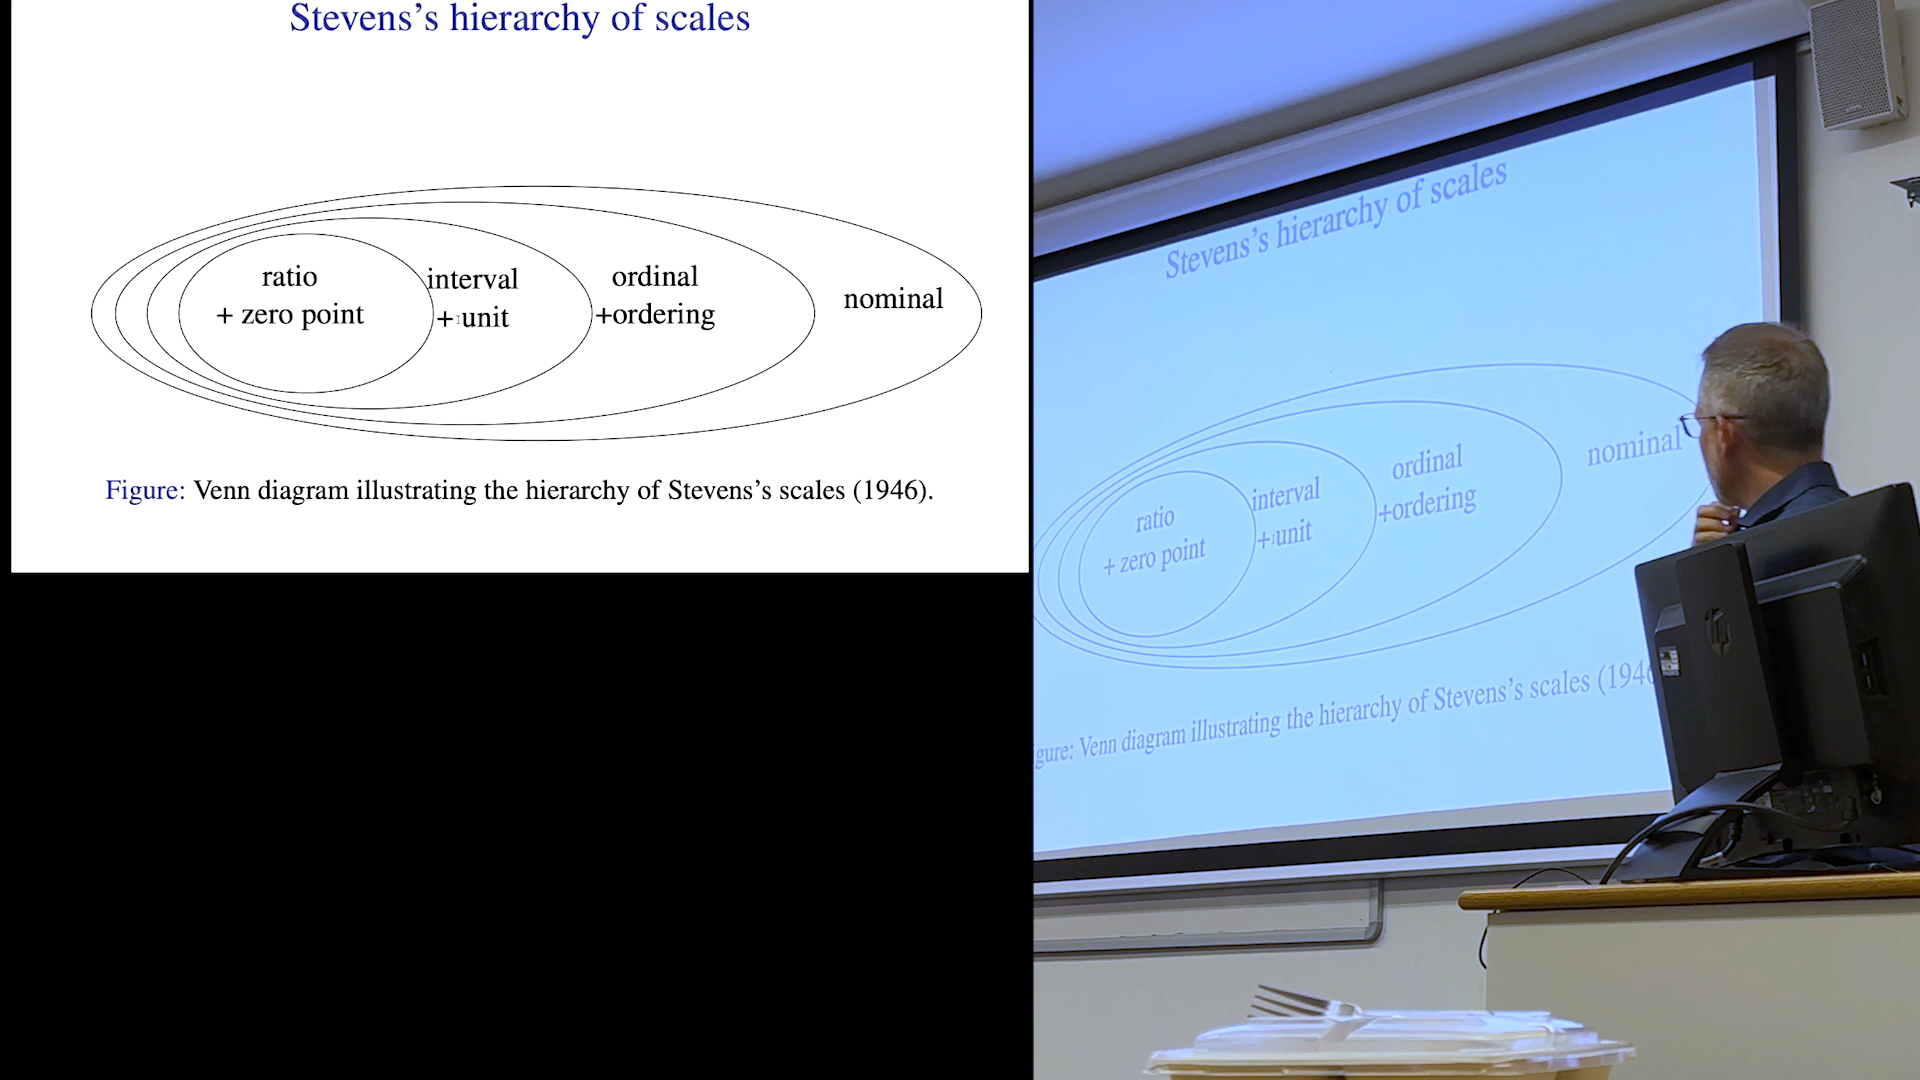 Stevens's hierarchy of scales
ratio
+ zero point
interval
+ unit
ordinal
+ordering
nominal
Figure: Venn diagram illustrating the hierarchy of Stevens's scales (1946).
Stevens's hierarchy of scales
ratio
+ zero point
interval
+ unit
ordinal
+ordering
nominal
gure: Venn diagram illustrating the hierarchy of Stevens's scales (194
hp